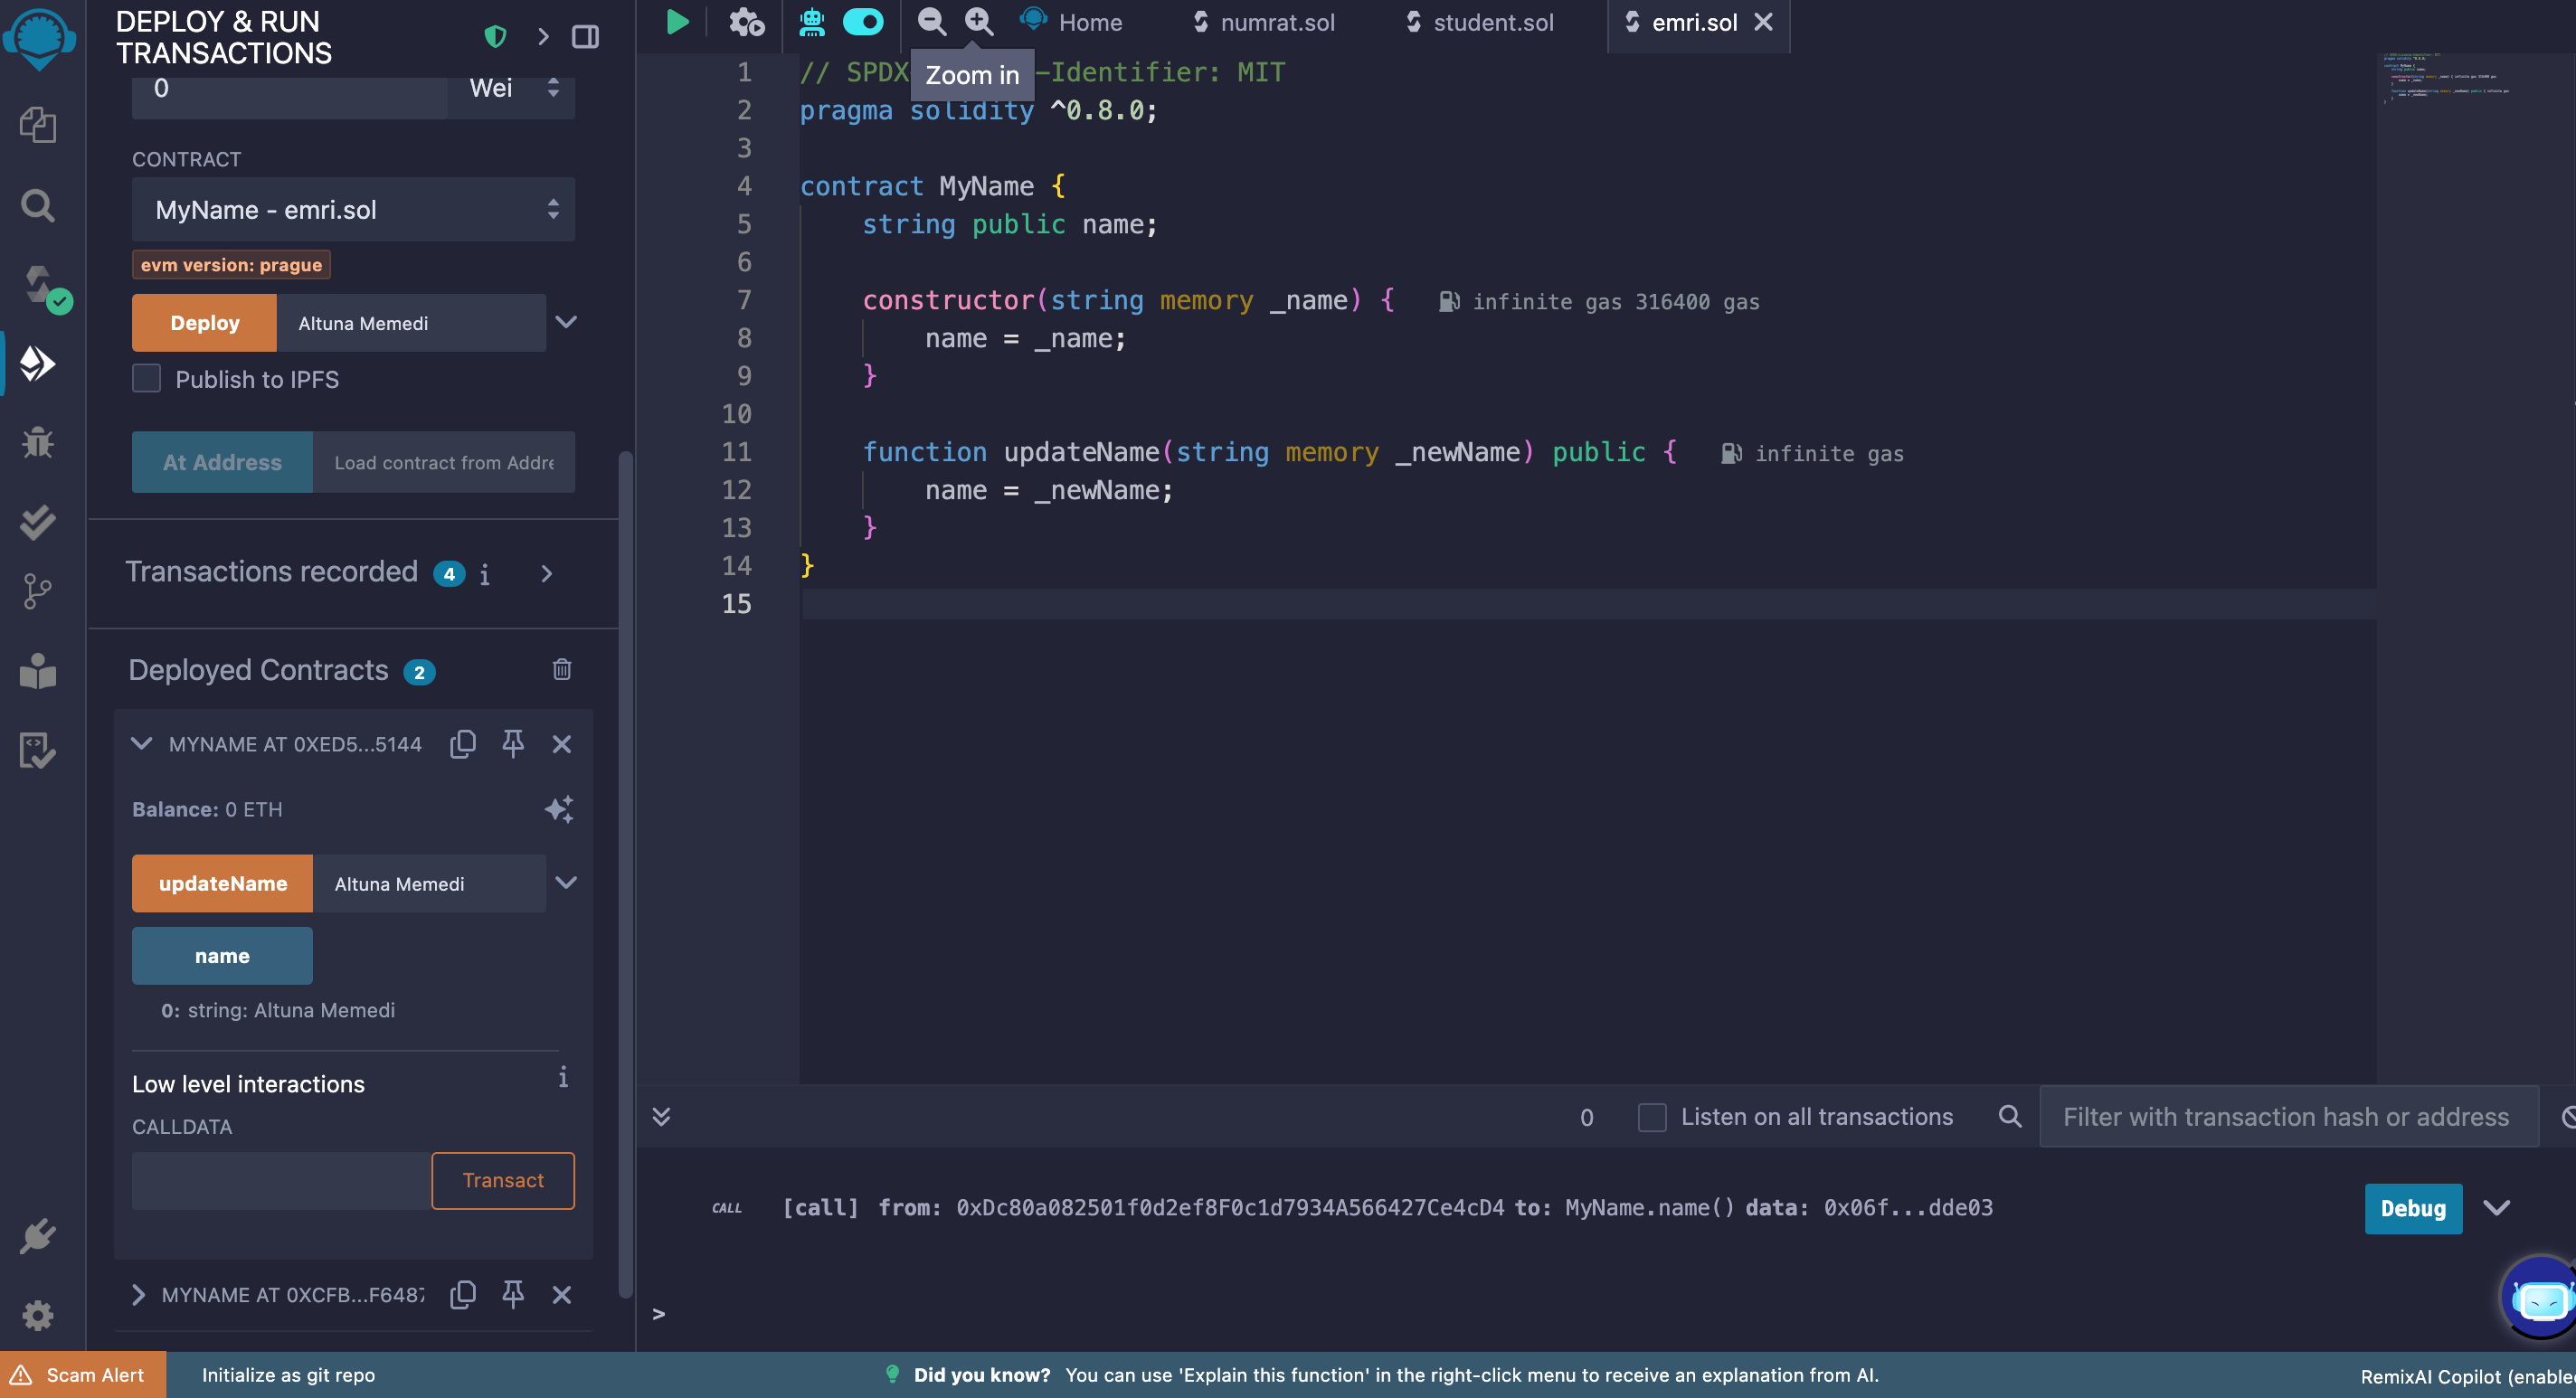 DEPLOY & RUN
TRANSACTIONS
0 Wei
CONTRACT
MyName - emri.sol
evm version: prague
Deploy Altuna Memedi
Publish to IPFS
At Address Load contract from Addre
Transactions recorded 4 i
Deployed Contracts 2
MYNAME AT 0XED5...5144
Balance: 0 ETH
updateName Altuna Memedi
name
0: string: Altuna Memedi
Low level interactions i
CALLDATA
Transact
MYNAME AT 0XCFB...F6487
Home numrat.sol student.sol emri.sol
Zoom in
1 // SPDX -Identifier: MIT
2 pragma solidity ^0.8.0;
3
4 contract MyName {
5 string public name;
6
7 constructor(string memory _name) { infinite gas 316400 gas
8 name = _name;
9 }
10
11 function updateName(string memory _newName) public { infinite gas
12 name = _newName;
13 }
14 }
15
0 Listen on all transactions Filter with transaction hash or address
CALL [call] from: 0xDc80a082501f0d2ef8F0c1d7934A566427Ce4cD4 to: MyName.name() data: 0x06f...dde03 Debug
>
Scam Alert Initialize as git repo Did you know? You can use 'Explain this function' in the right-click menu to receive an explanation from AI. RemixAI Copilot (enable